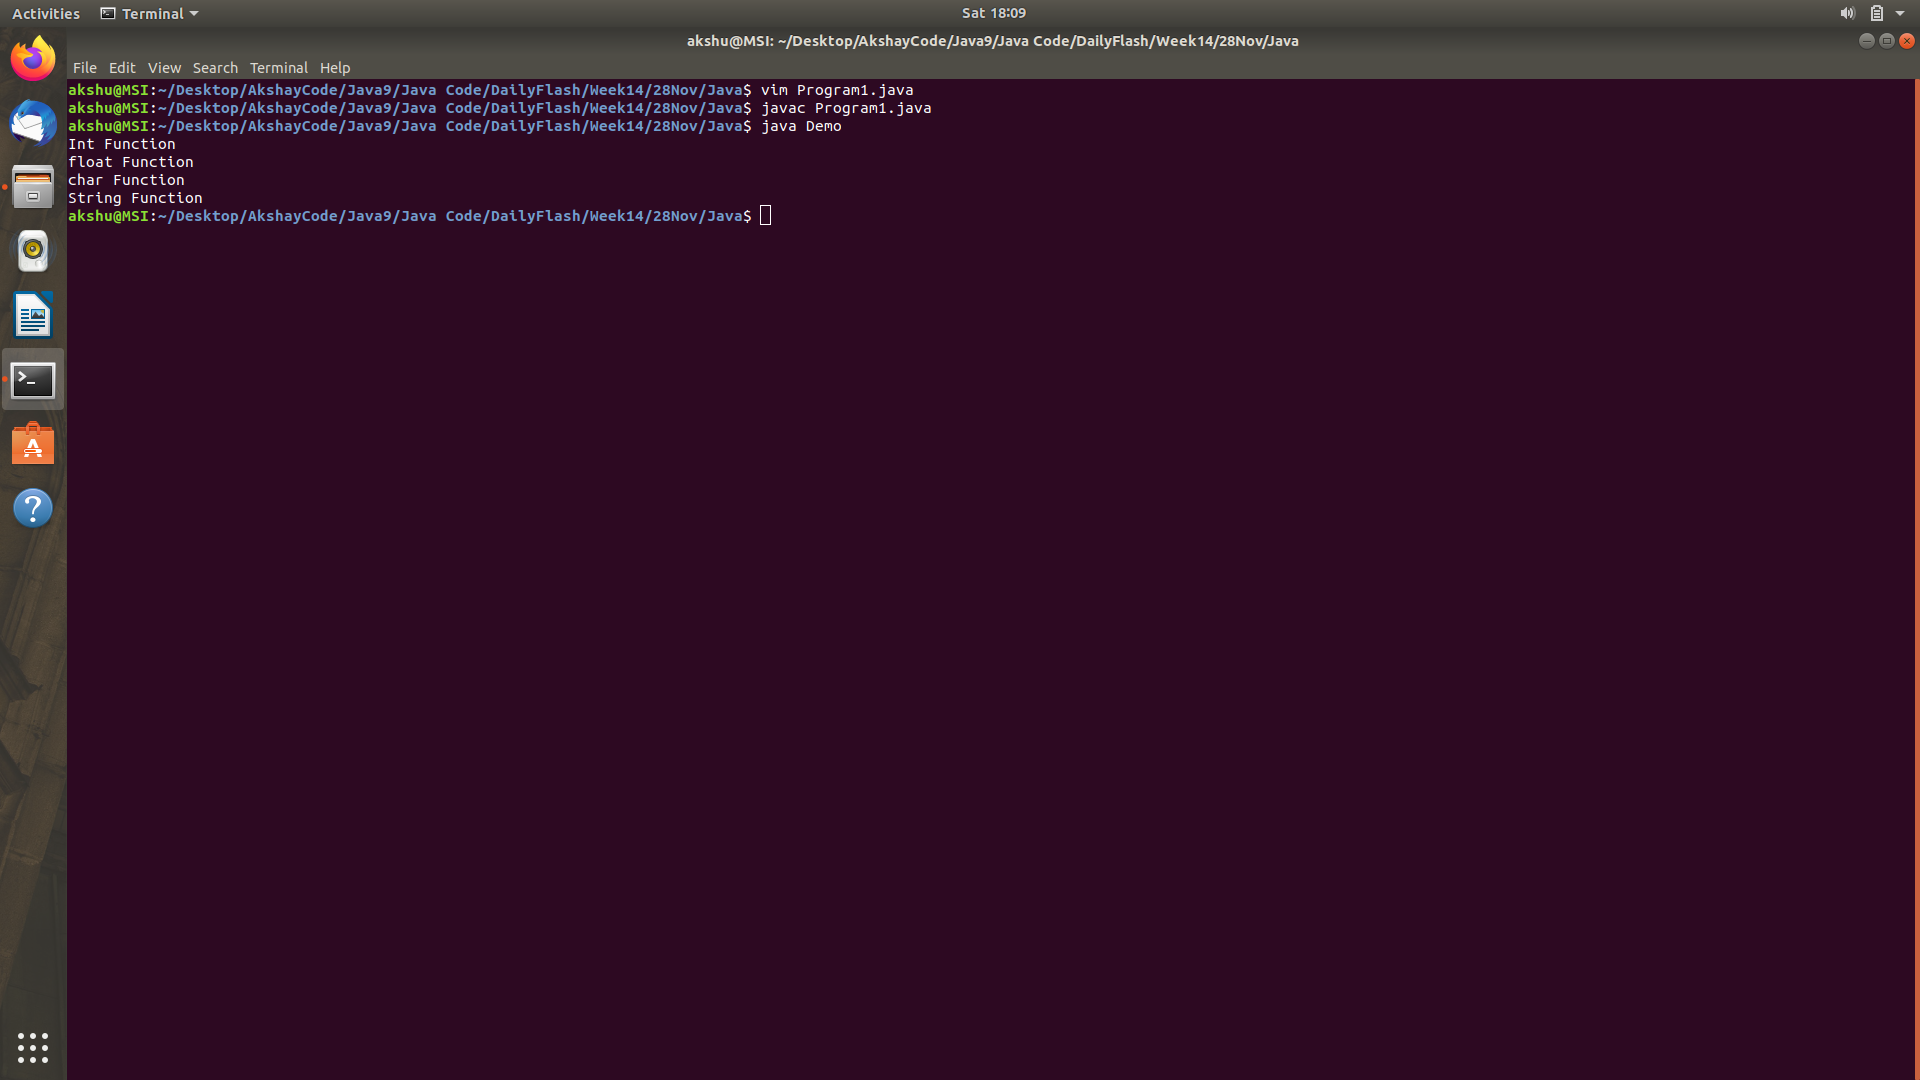 Activities Terminal Sat 18:09
akshu@MSI: ~/Desktop/AkshayCode/Java9/Java Code/DailyFlash/Week14/28Nov/Java
File Edit View Search Terminal Help
akshu@MSI:~/Desktop/AkshayCode/Java9/Java Code/DailyFlash/Week14/28Nov/Java$ vim Program1.java
akshu@MSI:~/Desktop/AkshayCode/Java9/Java Code/DailyFlash/Week14/28Nov/Java$ javac Program1.java
akshu@MSI:~/Desktop/AkshayCode/Java9/Java Code/DailyFlash/Week14/28Nov/Java$ java Demo
Int Function
float Function
char Function
String Function
akshu@MSI:~/Desktop/AkshayCode/Java9/Java Code/DailyFlash/Week14/28Nov/Java$